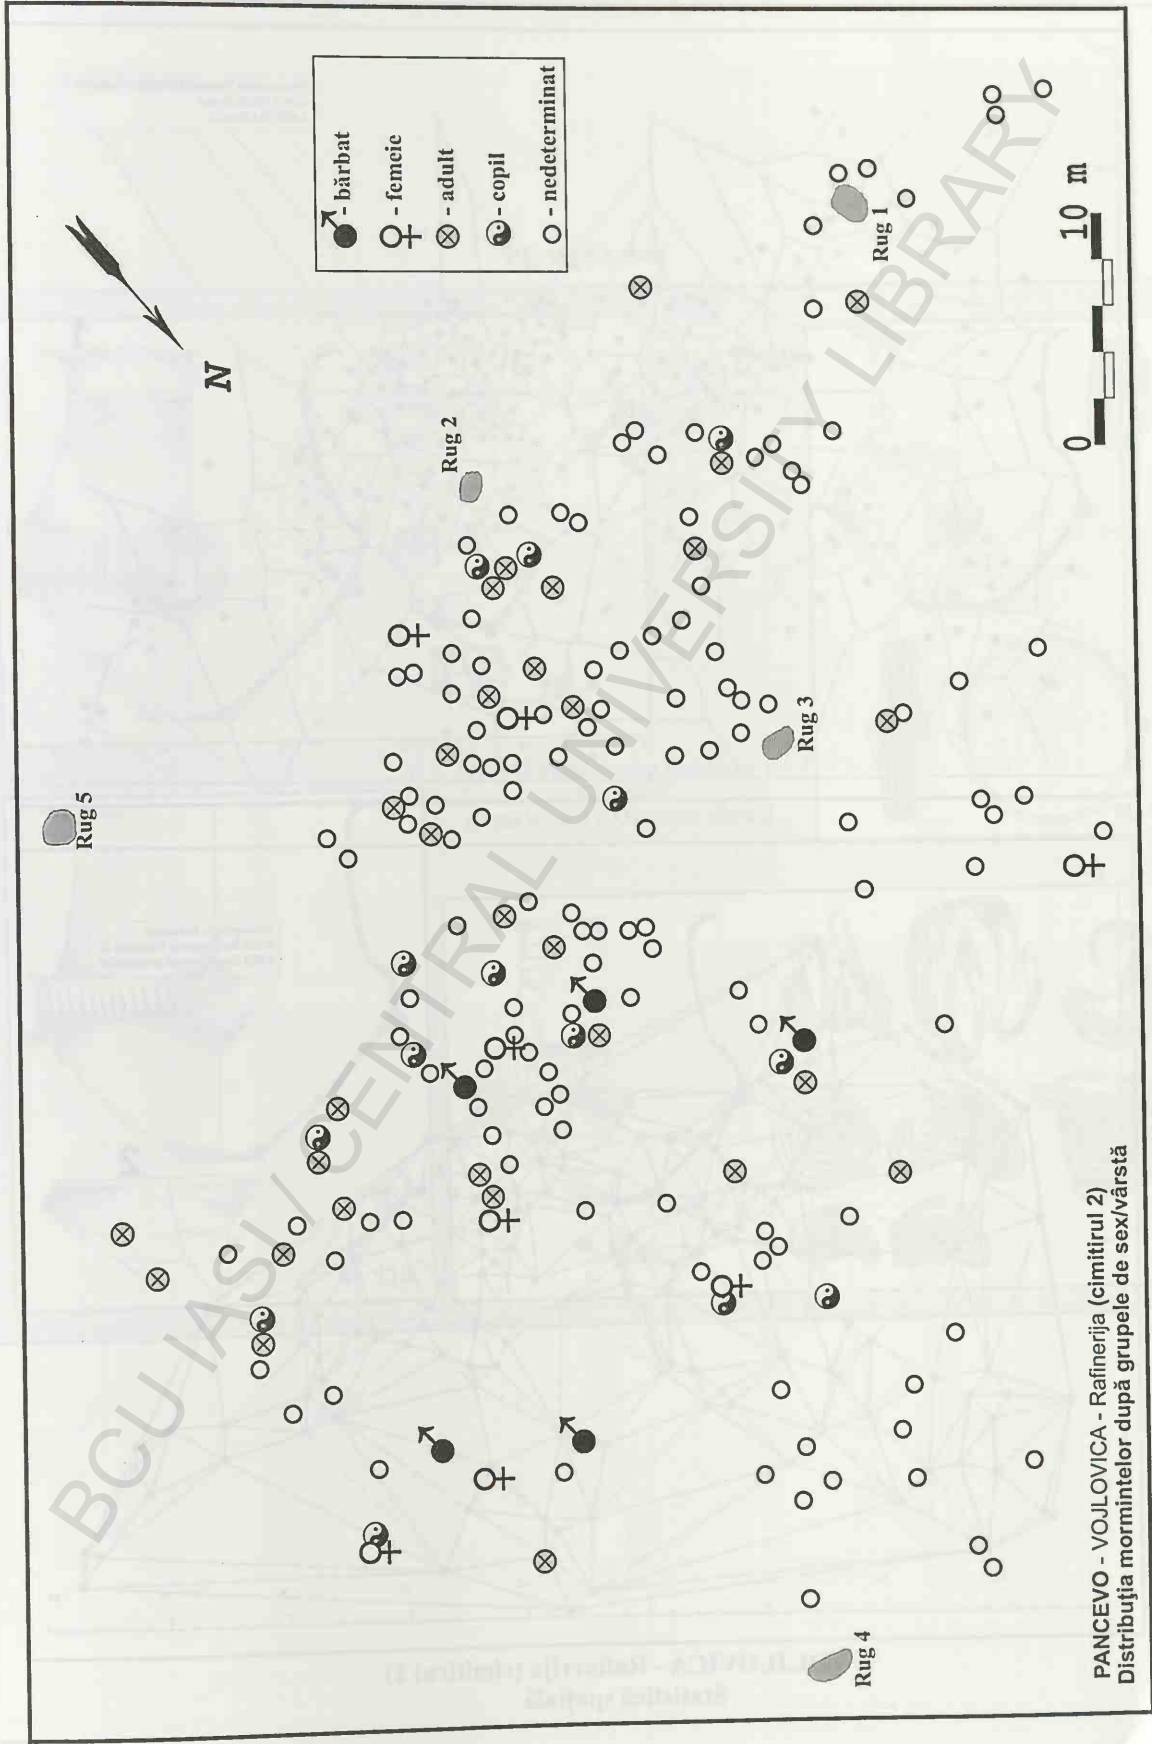 Rug 5
Rug 2
Rug 3
Rug 1
Rug 4
N
- bărbat
- femeie
- adult
- copil
- nedeterminat
0 10 m
PANCEVO - VOJLOVICA - Rafinerija (cimitirul 2)
Distribuţia mormintelor după grupele de sex/vârstă
BCU IASI / CENTRAL UNIVERSITY LIBRARY